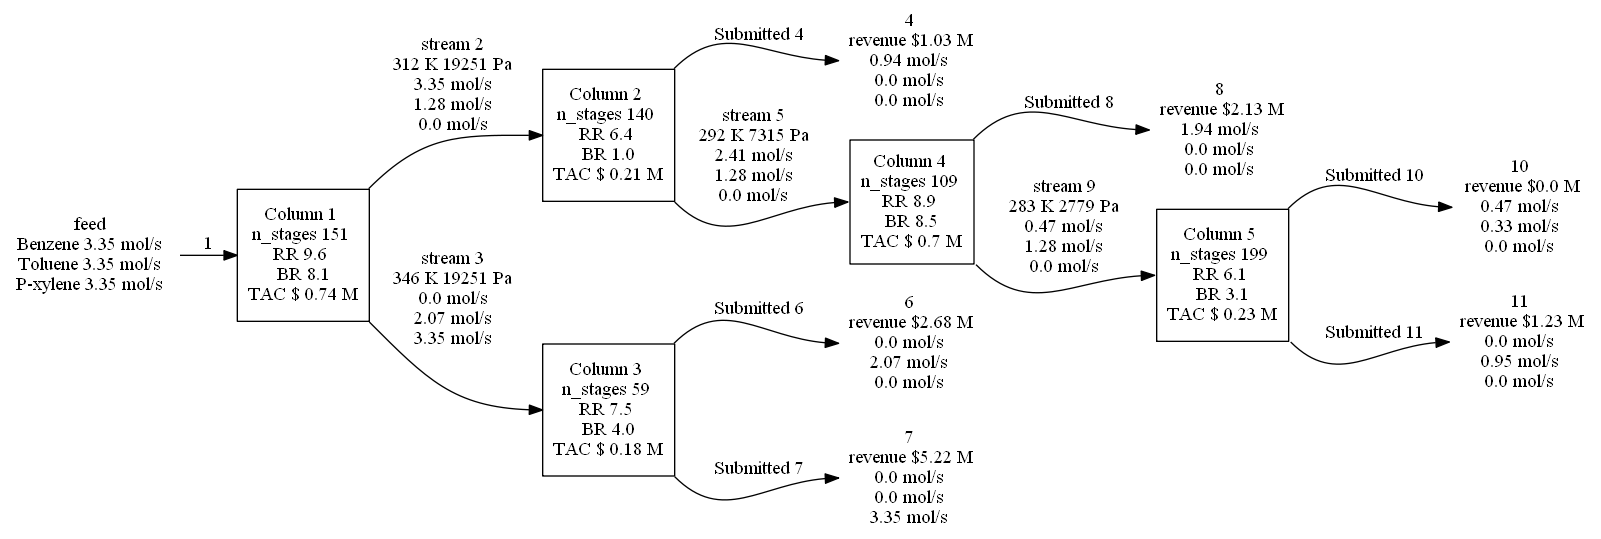 feed
Benzene 3.35 mol/s
Toluene 3.35 mol/s
P-xylene 3.35 mol/s
1
Column 1
n_stages 151
RR 9.6
BR 8.1
TAC $ 0.74 M
stream 2
312 K 19251 Pa
3.35 mol/s
1.28 mol/s
0.0 mol/s
stream 3
346 K 19251 Pa
0.0 mol/s
2.07 mol/s
3.35 mol/s
Column 2
n_stages 140
RR 6.4
BR 1.0
TAC $ 0.21 M
Column 3
n_stages 59
RR 7.5
BR 4.0
TAC $ 0.18 M
Submitted 4
4
revenue $1.03 M
0.94 mol/s
0.0 mol/s
0.0 mol/s
stream 5
292 K 7315 Pa
2.41 mol/s
1.28 mol/s
0.0 mol/s
Submitted 6
6
revenue $2.68 M
0.0 mol/s
2.07 mol/s
0.0 mol/s
Submitted 7
7
revenue $5.22 M
0.0 mol/s
0.0 mol/s
3.35 mol/s
Column 4
n_stages 109
RR 8.9
BR 8.5
TAC $ 0.7 M
Submitted 8
8
revenue $2.13 M
1.94 mol/s
0.0 mol/s
0.0 mol/s
stream 9
283 K 2779 Pa
0.47 mol/s
1.28 mol/s
0.0 mol/s
Column 5
n_stages 199
RR 6.1
BR 3.1
TAC $ 0.23 M
Submitted 10
10
revenue $0.0 M
0.47 mol/s
0.33 mol/s
0.0 mol/s
Submitted 11
11
revenue $1.23 M
0.0 mol/s
0.95 mol/s
0.0 mol/s